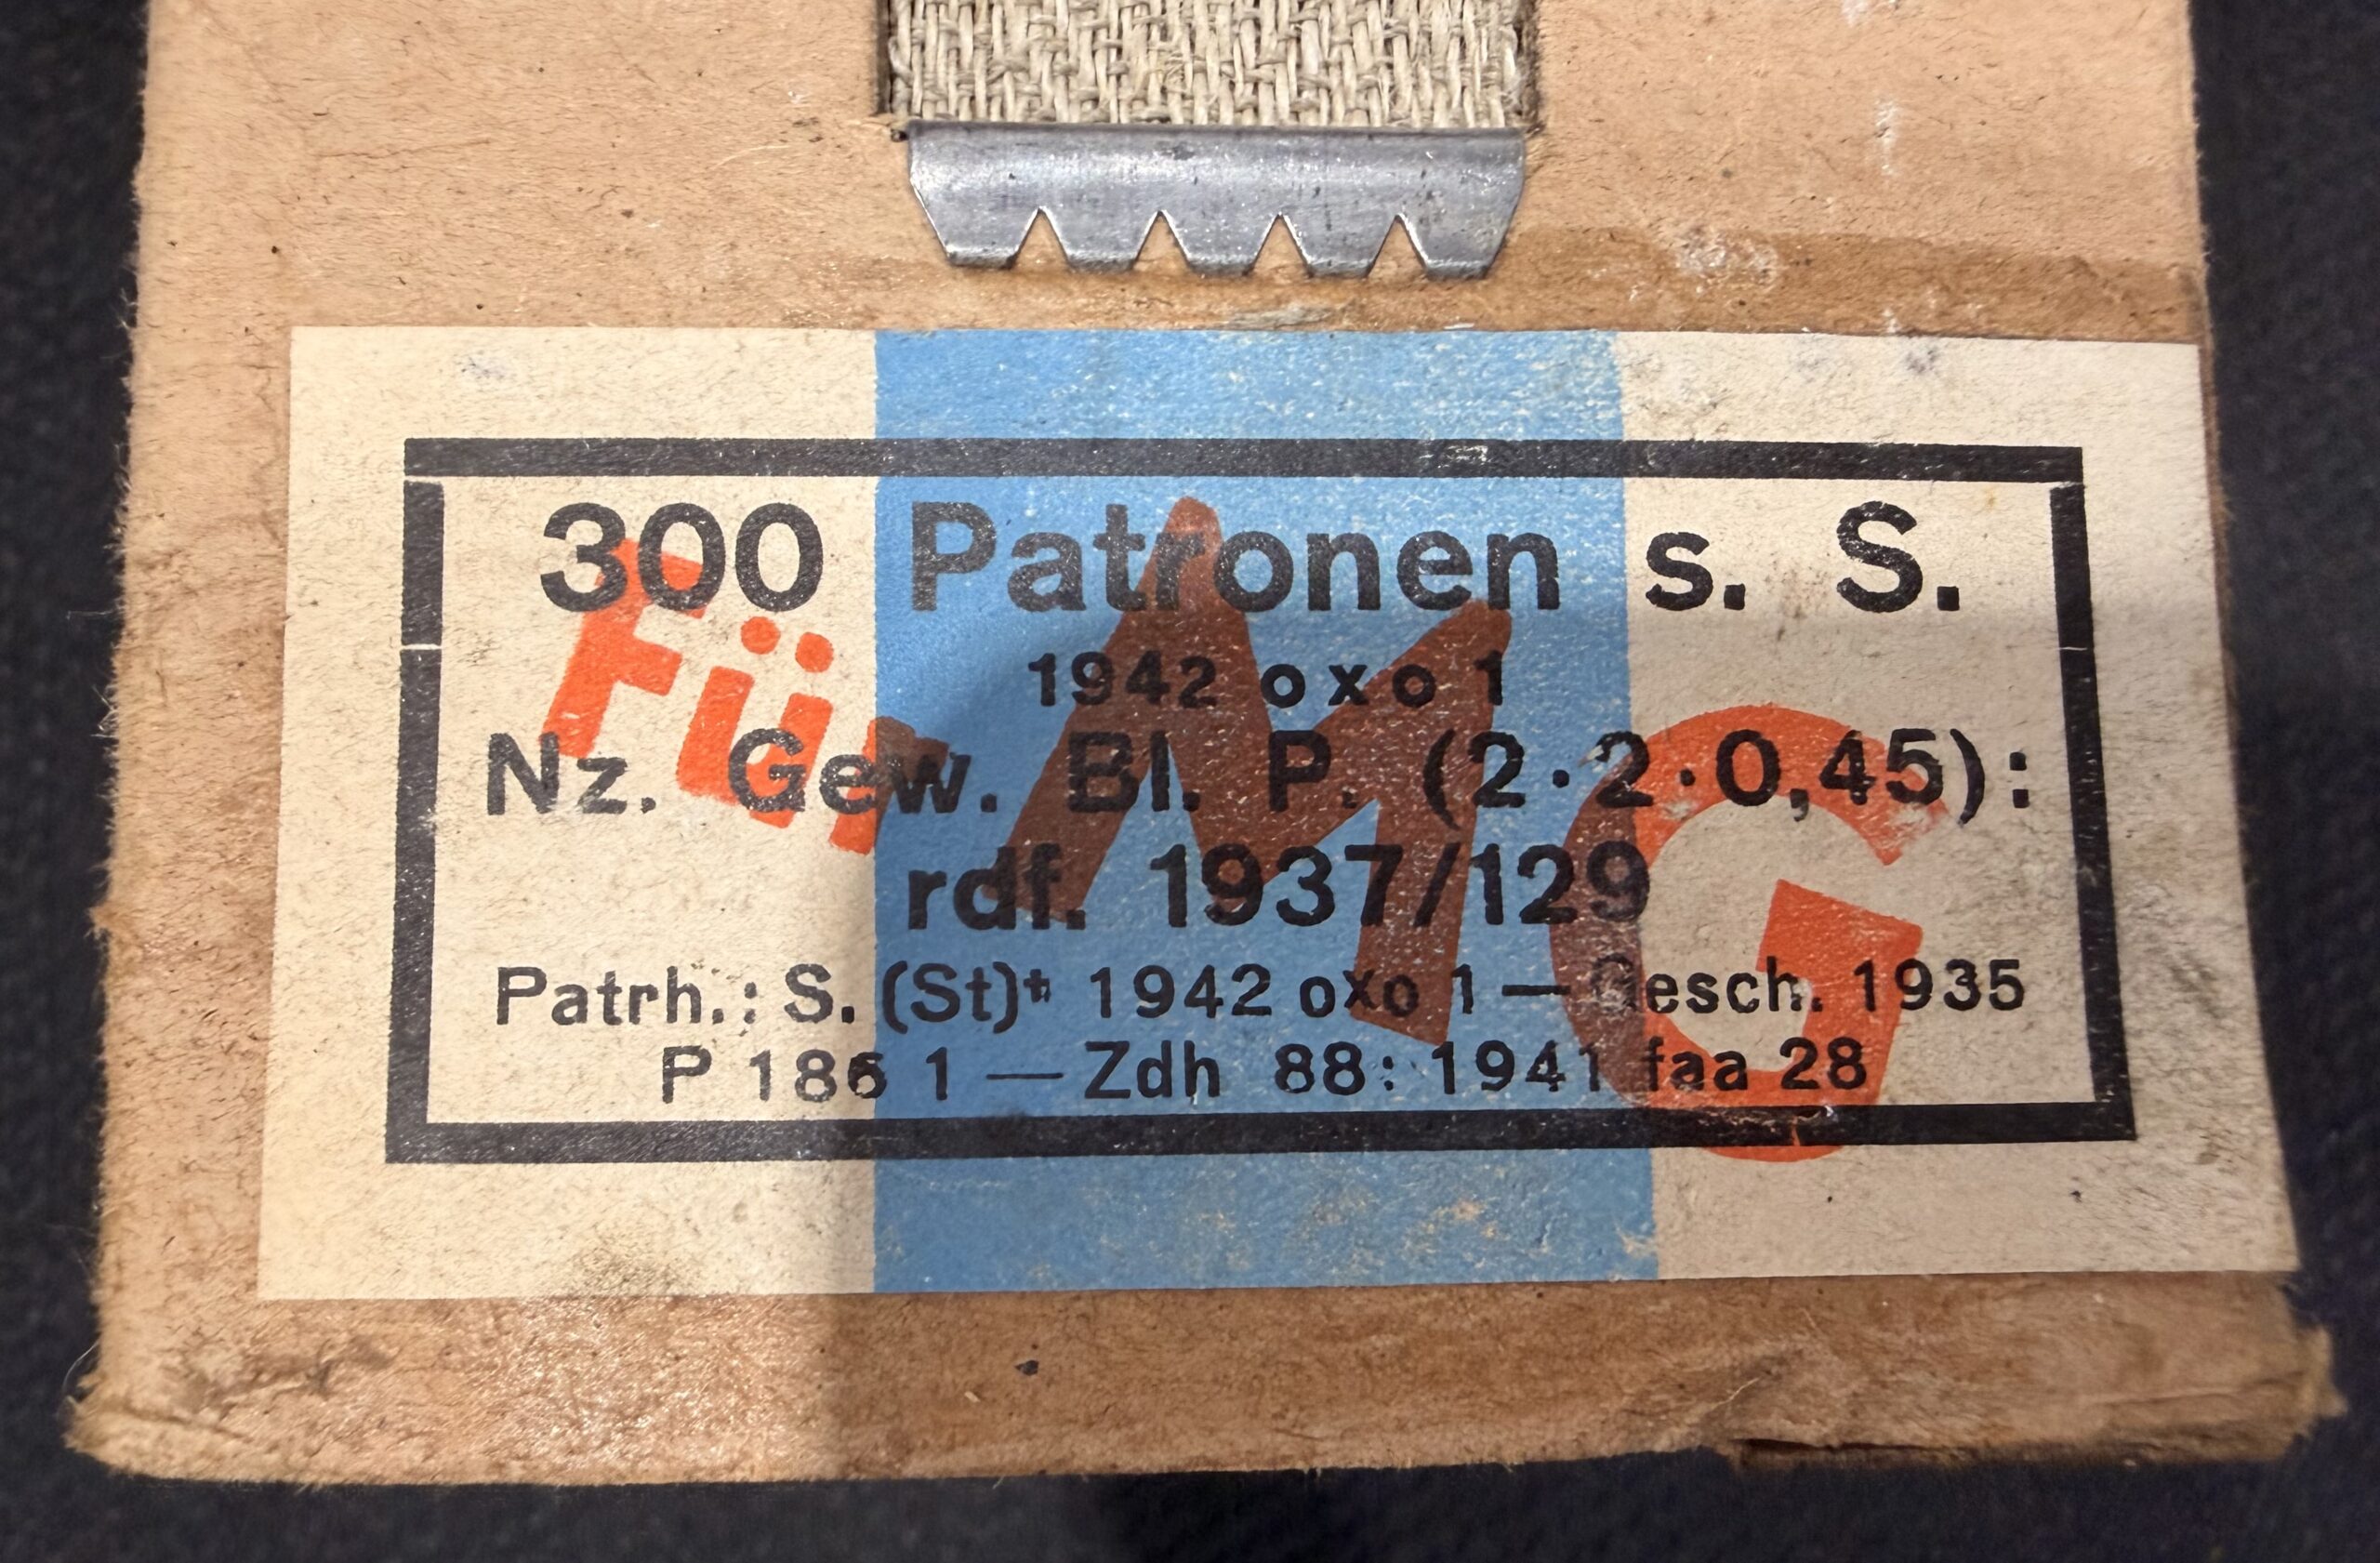 300 Patronen s. S.
1942 oxo 1
Nz. Gew. Bl. P. (2·2·0,45):
rdf. 1937/129
Patrh.: S. (St)+ 1942 oxo 1 — Gesch. 1935
P 186 1 — Zdh 88: 1941 faa 28
Für MG